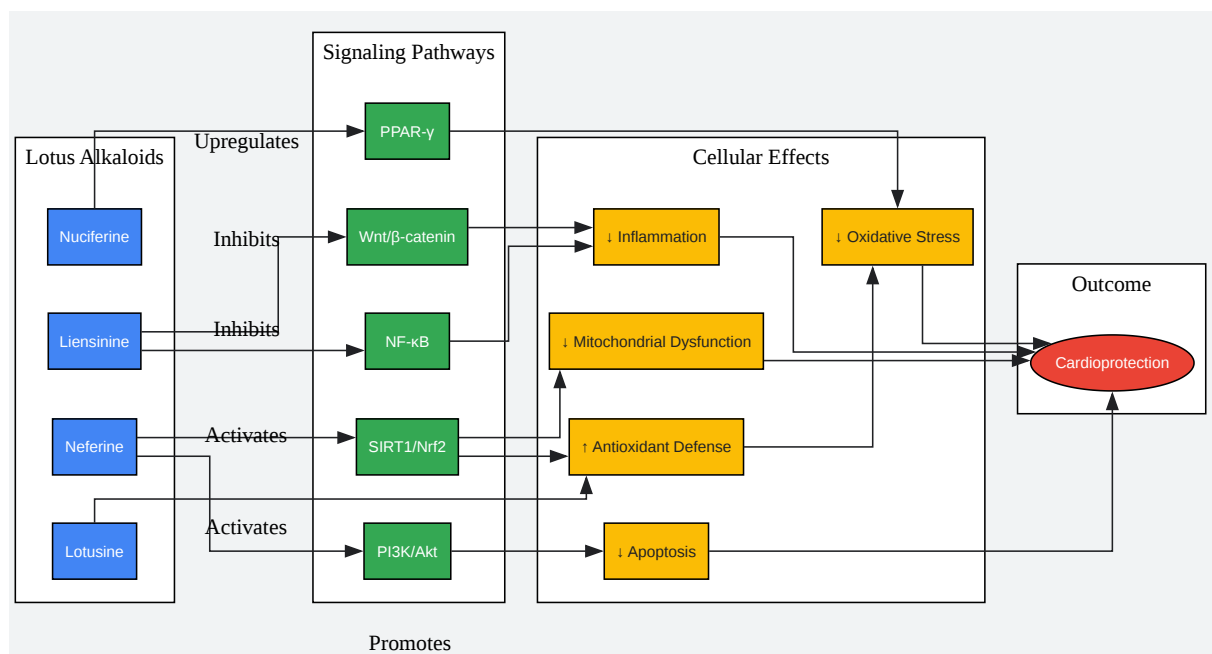 Signaling Pathways
PPAR-γ
Upregulates
Lotus Alkaloids
Cellular Effects
Nuciferine
Inhibits
Wnt/β-catenin
↓ Inflammation
↓ Oxidative Stress
Outcome
Liensinine
Inhibits
NF-κB
↓ Mitochondrial Dysfunction
Cardioprotection
Neferine
Activates
SIRT1/Nrf2
↑ Antioxidant Defense
Lotusine
Activates
PI3K/Akt
↓ Apoptosis
Promotes